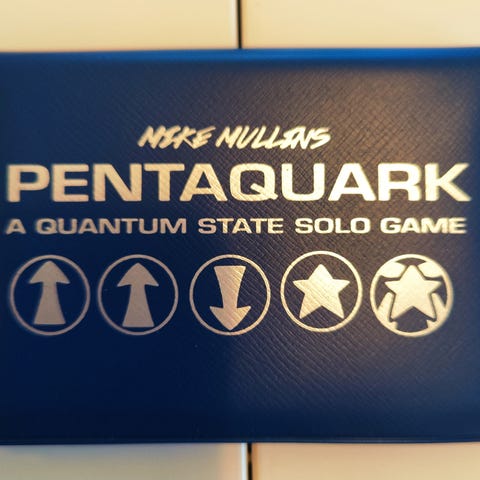 MIKE MULLINS
PENTAQUARK
A QUANTUM STATE SOLO GAME